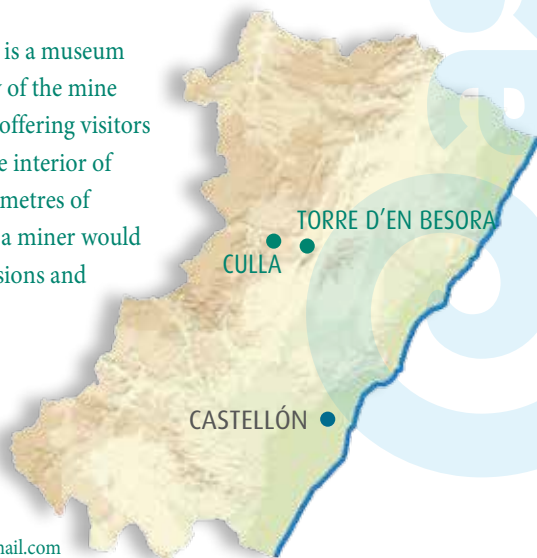 is a museum
of the mine
offering visitors
interior of
metres of
a miner would
sions and
TORRE D'EN BESORA
CULLA
CASTELLÓN
ail.com